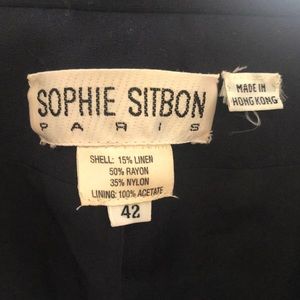 SOPHIE SITBON
PARIS
MADE IN
HONG KONG
SHELL: 15% LINEN
50% RAYON
35% NYLON
LINING: 100% ACETATE
42